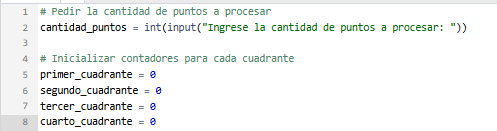 1 # Pedir la cantidad de puntos a procesar
2 cantidad_puntos = int(input("Ingrese la cantidad de puntos a procesar: "))
3
4 # Inicializar contadores para cada cuadrante
5 primer_cuadrante = 0
6 segundo_cuadrante = 0
7 tercer_cuadrante = 0
8 cuarto_cuadrante = 0